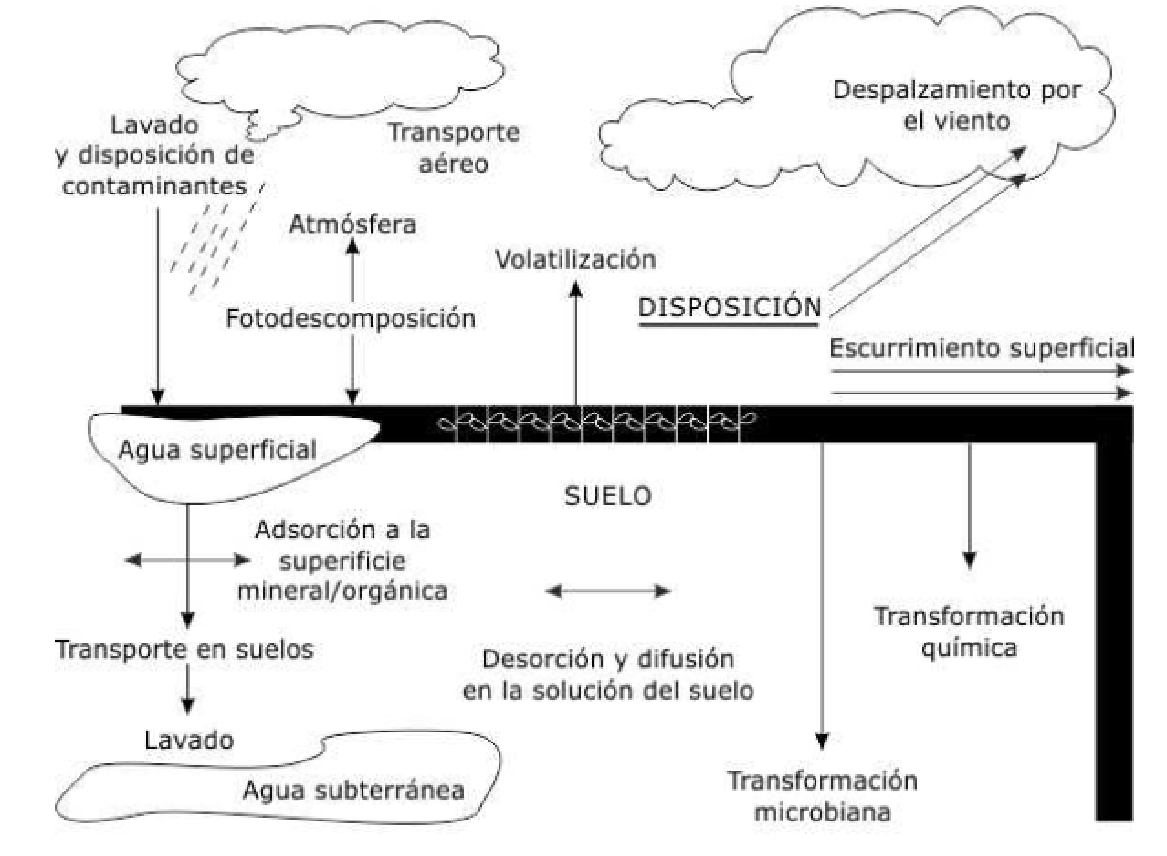 Despalzamiento por
el viento
Lavado
y disposición de
contaminantes
Transporte
aéreo
Atmósfera
Volatilización
DISPOSICIÓN
Fotodescomposición
Escurrimiento superficial
Agua superficial
SUELO
Adsorción a la
superificie
mineral/orgánica
Transformación
química
Transporte en suelos
Desorción y difusión
en la solución del suelo
Lavado
Agua subterránea
Transformación
microbiana